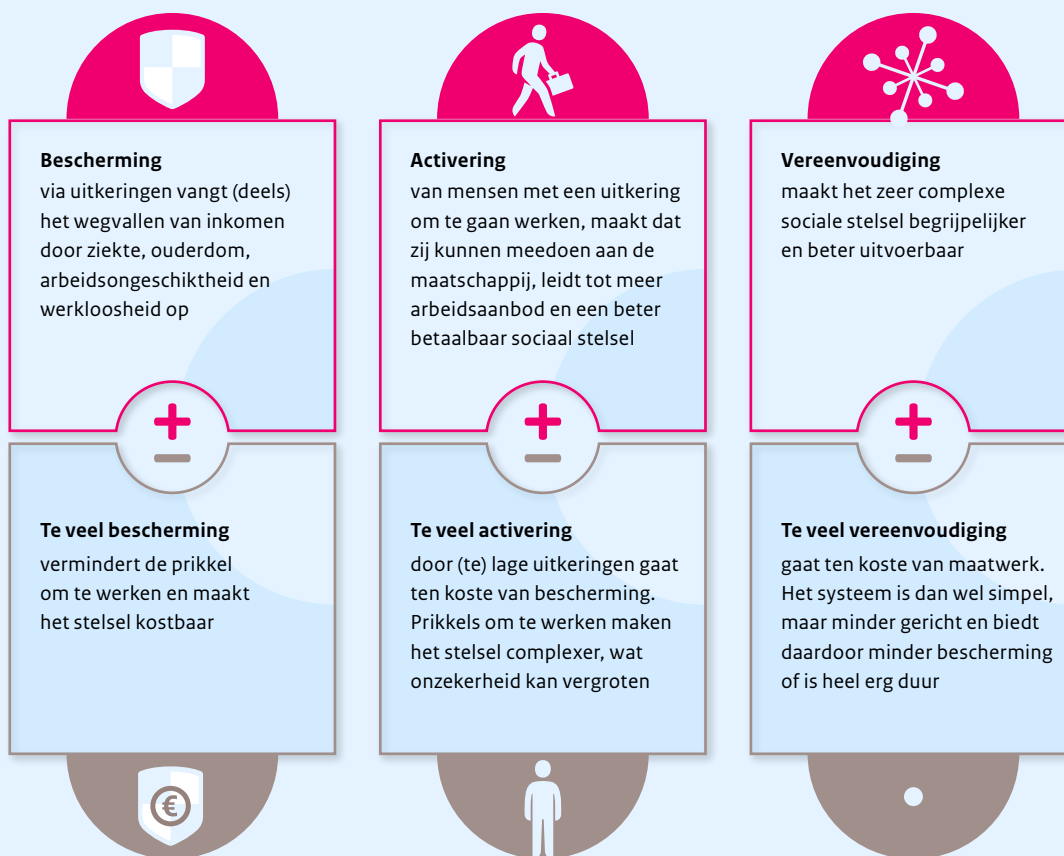 Bescherming
via uitkeringen vangt (deels)
het wegvallen van inkomen
door ziekte, ouderdom,
arbeidsongeschiktheid en
werkloosheid op
Te veel bescherming
vermindert de prikkel
om te werken en maakt
het stelsel kostbaar
€
Activering
van mensen met een uitkering
om te gaan werken, maakt dat
zij kunnen meedoen aan de
maatschappij, leidt tot meer
arbeidsaanbod en een beter
betaalbaar sociaal stelsel
Te veel activering
door (te) lage uitkeringen gaat
ten koste van bescherming.
Prikkels om te werken maken
het stelsel complexer, wat
onzekerheid kan vergroten
Vereenvoudiging
maakt het zeer complexe
sociale stelsel begrijpelijker
en beter uitvoerbaar
Te veel vereenvoudiging
gaat ten koste van maatwerk.
Het systeem is dan wel simpel,
maar minder gericht en biedt
daardoor minder bescherming
of is heel erg duur